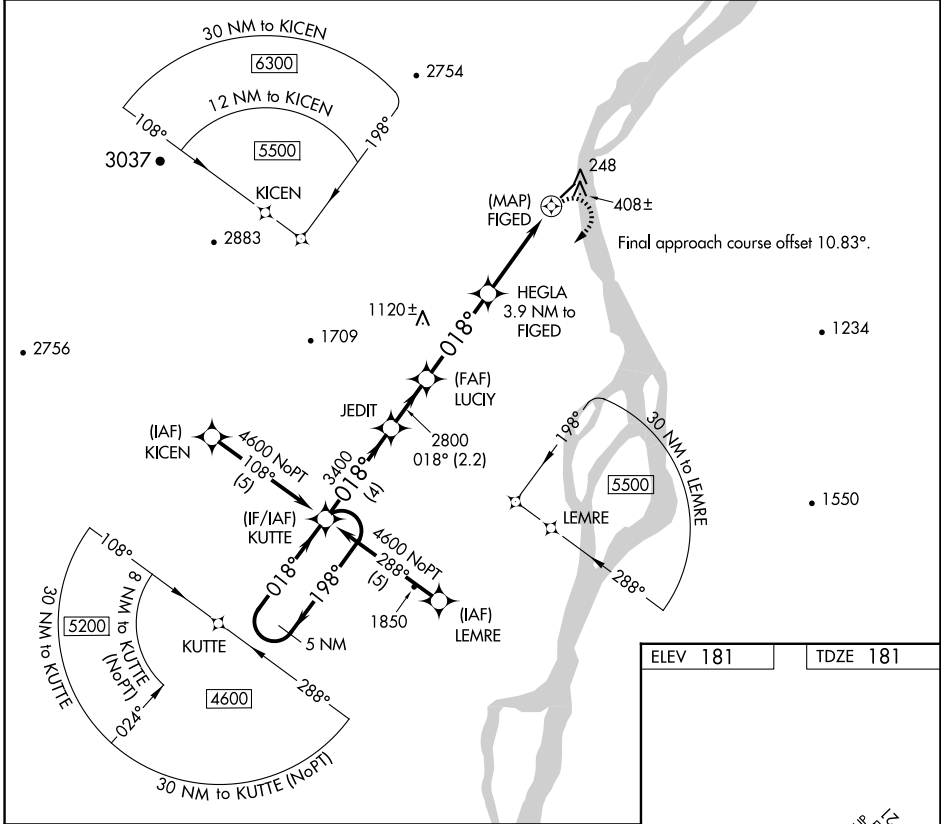 30 NM to KICEN
6300
2754
12 NM to KICEN
108°
198°
3037
5500
KICEN
248
(MAP)
FIGED
408±
2883
Final approach course offset 10.83°.
HEGLA
3.9 NM to
FIGED
1120±
018°
1234
1709
2756
(FAF)
LUCIY
JEDIT
(IAF)
KICEN
4600 NoPT
108°
(5)
3400
018°
(4)
2800
018° (2.2)
198°
30 NM to LEMRE
5500
LEMRE
1550
288°
(IF/IAF)
KUTTE
4600 NoPT
288°
(5)
018°
198°
1850
(IAF)
LEMRE
5 NM
108°
30 NM to KUTTE
5200
8 NM to KUTTE
(NoPT)
KUTTE
4600
288°
024°
30 NM to KUTTE (NoPT)
ELEV 181
TDZE 181
21
UP